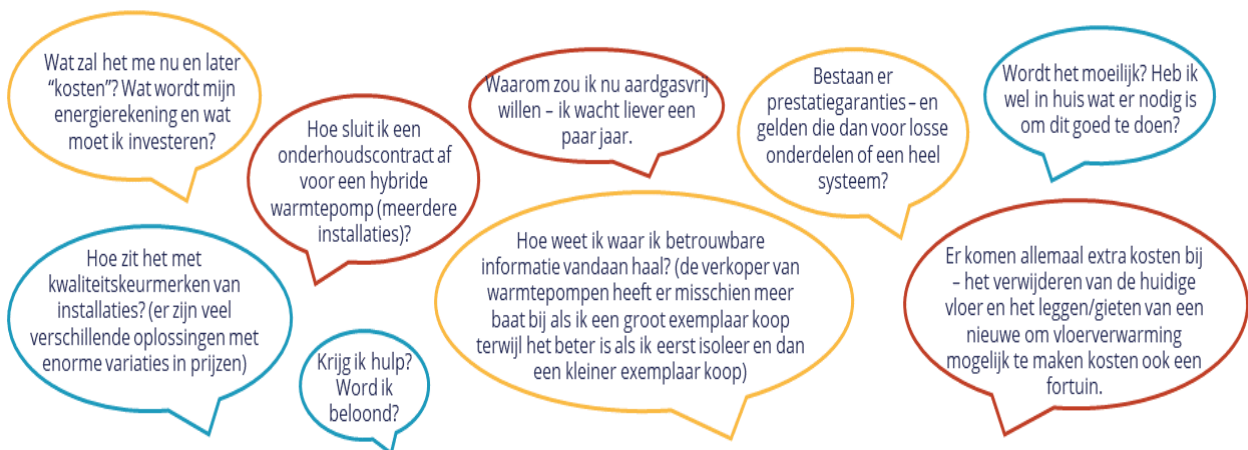 Wat zal het me nu en later
“kosten”? Wat wordt mijn
energierekening en wat
moet ik investeren?
Hoe sluit ik een
onderhoudscontract af
voor een hybride
warmtepomp (meerdere
installaties)?
Waarom zou ik nu aardgasvrij
willen – ik wacht liever een
paar jaar.
Bestaan er
prestatiegaranties – en
gelden die dan voor losse
onderdelen of een heel
systeem?
Wordt het moeilijk? Heb ik
wel in huis wat er nodig is
om dit goed te doen?
Hoe zit het met
kwaliteitskeurmerken van
installaties? (er zijn veel
verschillende oplossingen met
enorme variaties in prijzen)
Krijg ik hulp?
Word ik
beloond?
Hoe weet ik waar ik betrouwbare
informatie vandaan haal? (de verkoper van
warmtepompen heeft er misschien meer
baat bij als ik een groot exemplaar koop
terwijl het beter is als ik eerst isoleer en dan
een kleiner exemplaar koop)
Er komen allemaal extra kosten bij
– het verwijderen van de huidige
vloer en het leggen/gieten van een
nieuwe om vloerverwarming
mogelijk te maken kosten ook een
fortuin.